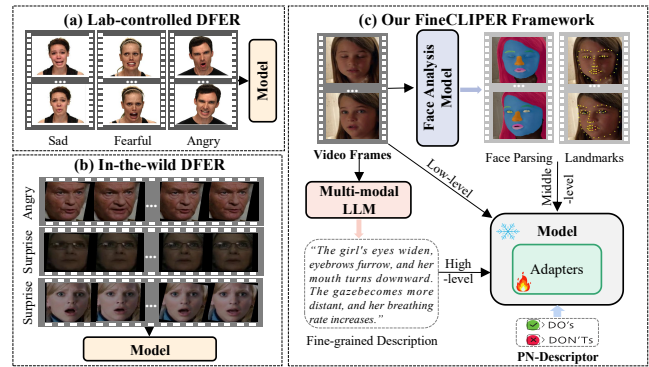 (a) Lab-controlled DFER
...
...
...
Sad
Fearful
Angry
Model
(b) In-the-wild DFER
Angry
...
Surprise
...
Surprise
...
Model
(c) Our FineCLIPER Framework
...
Video Frames
Face Analysis
Model
...
...
Face Parsing
Landmarks
Multi-modal
LLM
Low-level
Middle
-level
“The girl's eyes widen,
eyebrows furrow, and her
mouth turns downward.
The gazebecomes more
distant, and her breathing
rate increases.”
Fine-grained Description
High
-level
Model
Adapters
DO's
DON'Ts
PN-Descriptor